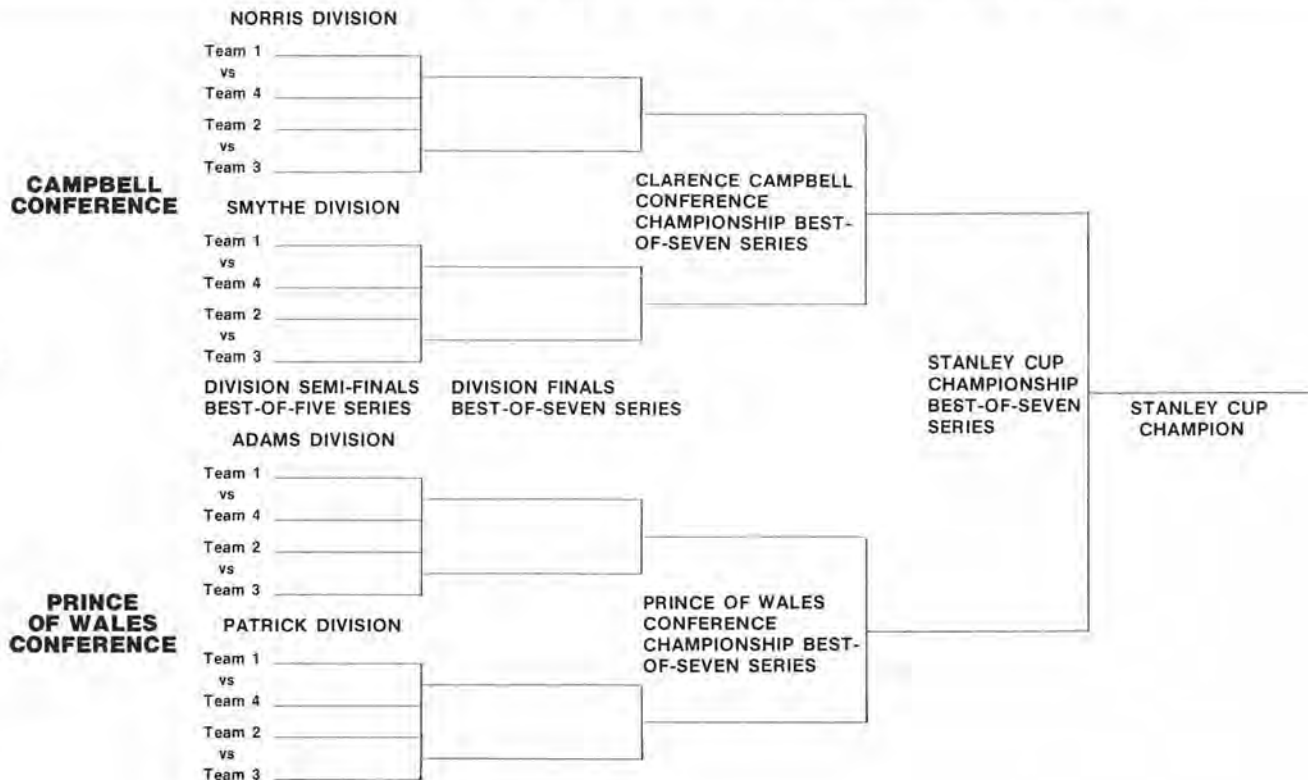 NORRIS DIVISION
Team 1
vs
Team 4
Team 2
vs
Team 3
CAMPBELL
CONFERENCE
SMYTHE DIVISION
Team 1
vs
Team 4
Team 2
vs
Team 3
CLARENCE CAMPBELL
CONFERENCE
CHAMPIONSHIP BEST-
OF-SEVEN SERIES
DIVISION SEMI-FINALS
BEST-OF-FIVE SERIES
DIVISION FINALS
BEST-OF-SEVEN SERIES
STANLEY CUP
CHAMPIONSHIP
BEST-OF-SEVEN
SERIES
STANLEY CUP
CHAMPION
ADAMS DIVISION
Team 1
vs
Team 4
Team 2
vs
Team 3
PRINCE
OF WALES
CONFERENCE
PATRICK DIVISION
Team 1
vs
Team 4
Team 2
vs
Team 3
PRINCE OF WALES
CONFERENCE
CHAMPIONSHIP BEST-
OF-SEVEN SERIES